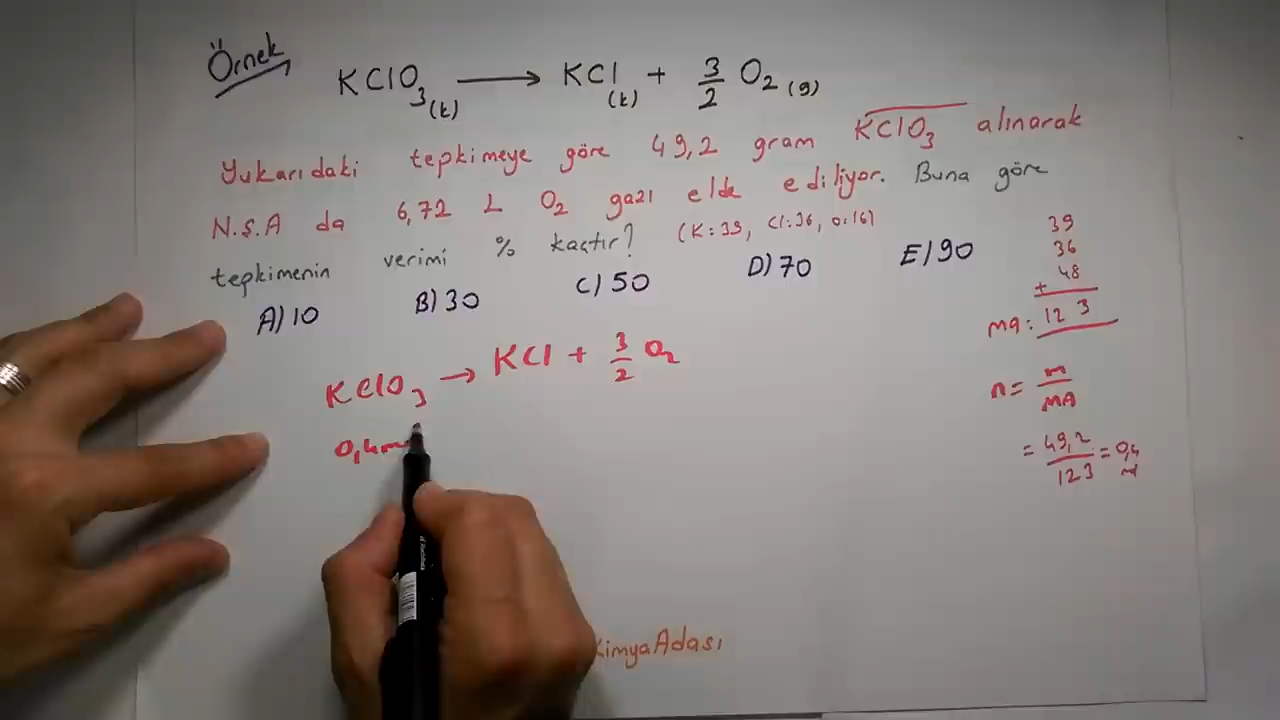 Örnek
KClO3(k) → KCl(k) + 3/2 O2(g)
Yukarıdaki tepkimeye göre 49,2 gram KClO3 alınarak
N.Ş.A da 6,72 L O2 gazı elde ediliyor. Buna göre
tepkimenin verimi % kaçtır? (K:39, Cl:36, O:16)
A) 10 B) 30 C) 50 D) 70 E) 90
39
36
+ 48
MA: 123
KClO3 → KCl + 3/2 O2
n = m/MA
0,4m
= 49,2/123 = 0,4
KimyaAdası